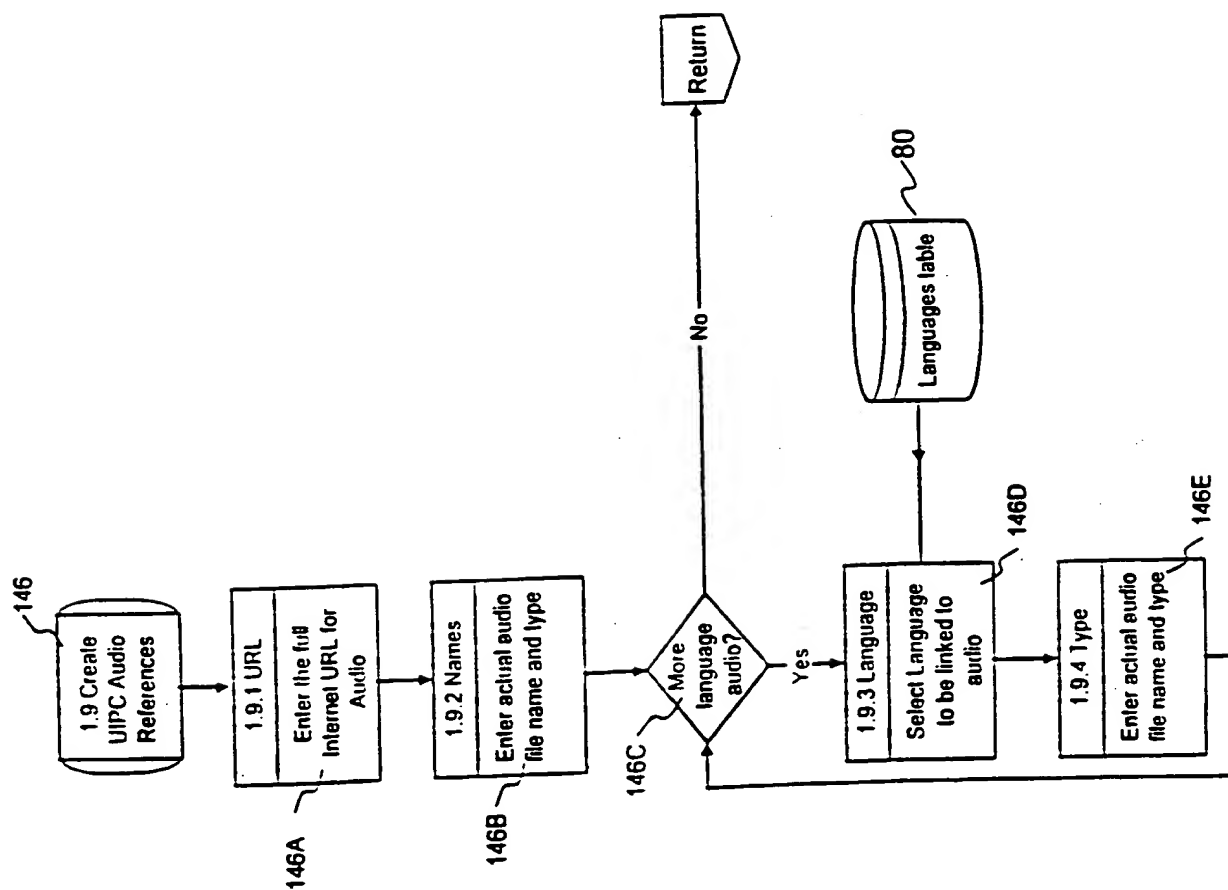 146
1.9 Create
UIPC Audio
References
1.9.1 URL
Enter the full
Internet URL for
Audio
146A
1.9.2 Names
Enter actual audio
file name and type
146B
More
language
audio?
146C
No
Return
Yes
1.9.3 Language
Select Language
to be linked to
audio
146D
Languages table
80
1.9.4 Type
Enter actual audio
file name and type
146E